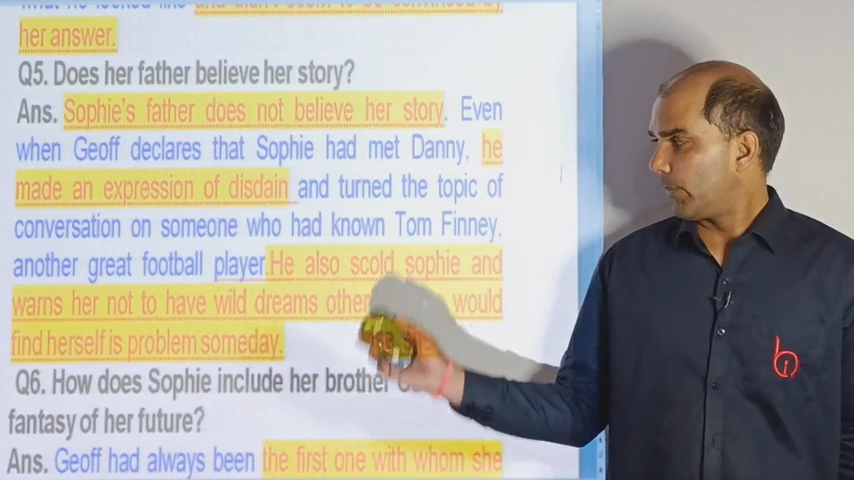 her answer.
Q5. Does her father believe her story?
Ans. Sophie's father does not believe her story. Even
when Geoff declares that Sophie had met Danny, he
made an expression of disdain and turned the topic of
conversation on someone who had known Tom Finney,
another great football player.He also scold sophie and
warns her not to have wild dreams other would
find herself is problem someday.
Q6. How does Sophie include her brother
fantasy of her future?
Ans. Geoff had always been the first one with whom she